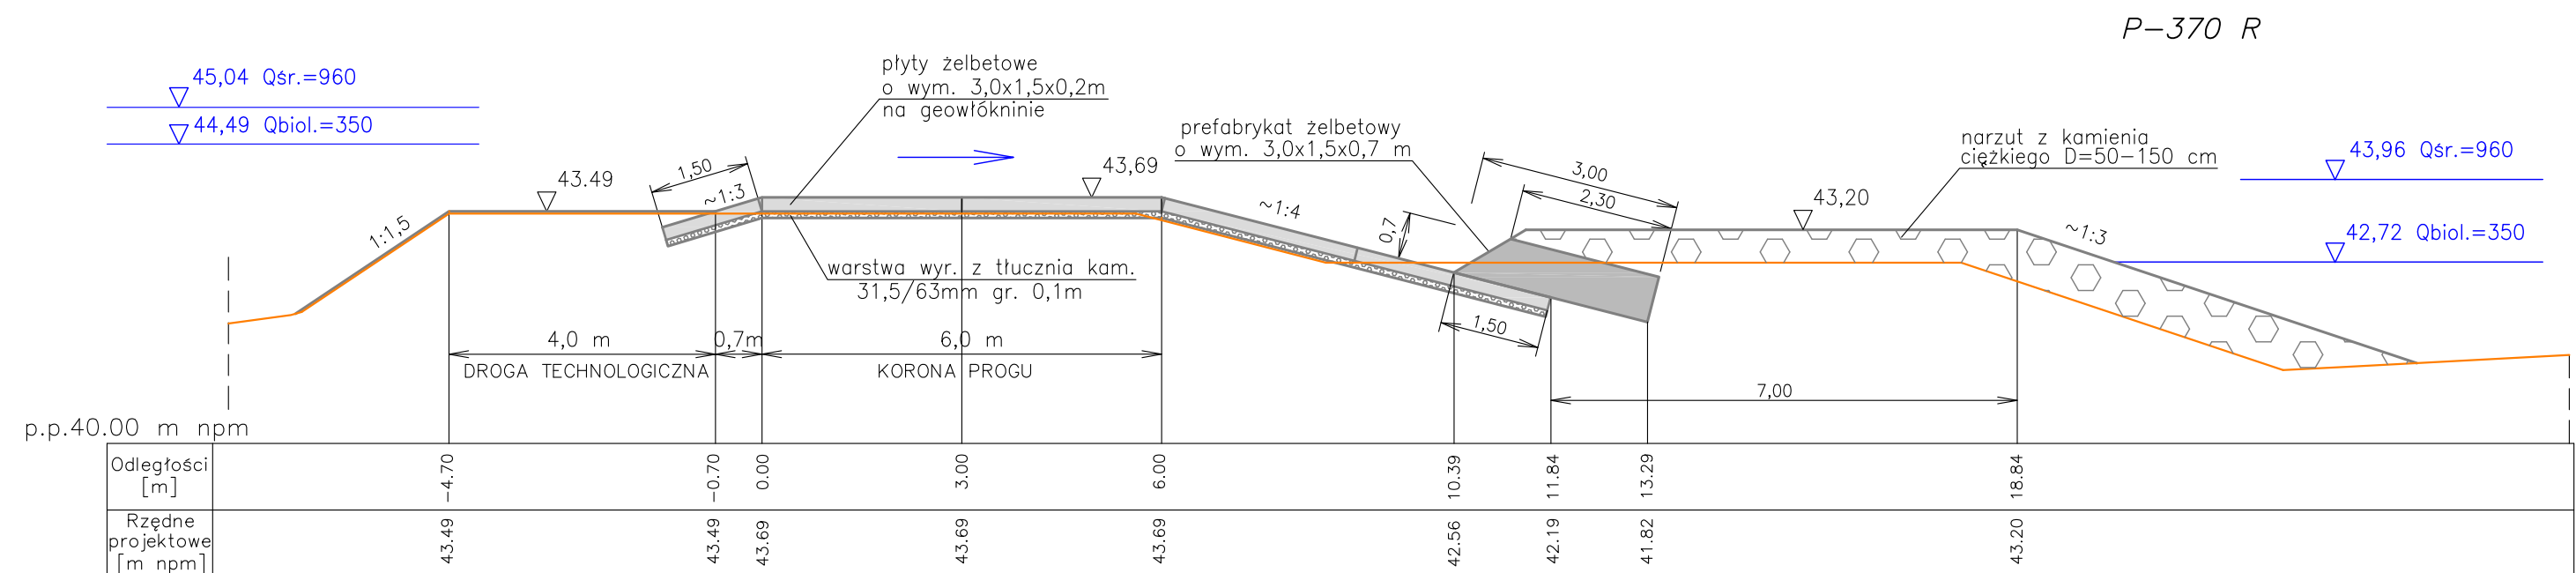 P-370 R
45,04 Qśr.=960
44,49 Qbiol.=350
płyty żelbetowe
o wym. 3,0x1,5x0,2m
na geowłókninie
prefabrykat żelbetowy
o wym. 3,0x1,5x0,7 m
narzut z kamienia
ciężkiego D=50-150 cm
43,96 Qśr.=960
42,72 Qbiol.=350
1:1,5
43.49
1,50
~1:3
43,69
~1:4
0,7
3,00
2,30
43,20
~1:3
warstwa wyr. z tłucznia kam.
31,5/63mm gr. 0,1m
1,50
4,0 m
0,7m
6,0 m
DROGA TECHNOLOGICZNA
KORONA PROGU
7,00
p.p.40.00 m npm
Odległości
[m]
-4.70 -0.70 0.00 3.00 6.00 10.39 11.84 13.29 18.84
Rzędne
projektowe
[m npm]
43.49 43.49 43.69 43.69 43.69 42.56 42.19 41.82 43.20